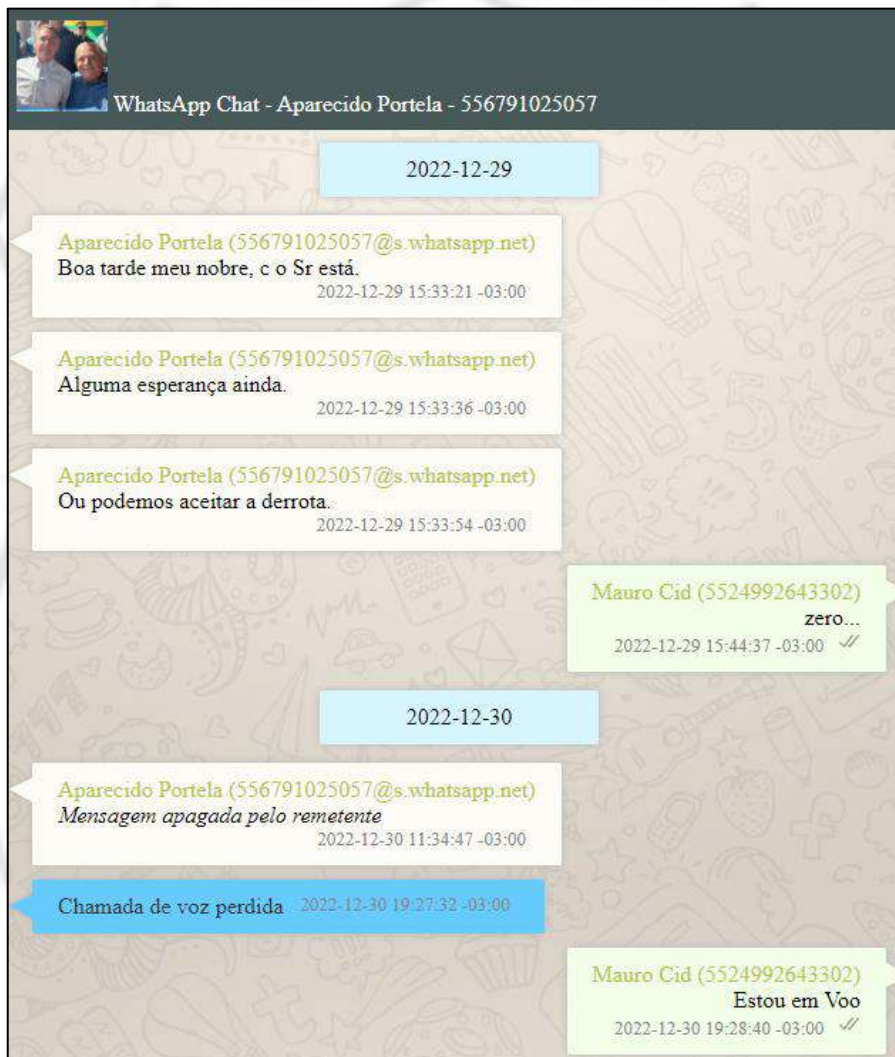 WhatsApp Chat - Aparecido Portela - 556791025057
2022-12-29
Aparecido Portela (556791025057@s.whatsapp.net)
Boa tarde meu nobre, c o Sr está.
2022-12-29 15:33:21 -03:00
Aparecido Portela (556791025057@s.whatsapp.net)
Alguma esperança ainda.
2022-12-29 15:33:36 -03:00
Aparecido Portela (556791025057@s.whatsapp.net)
Ou podemos aceitar a derrota.
2022-12-29 15:33:54 -03:00
Mauro Cid (5524992643302)
zero...
2022-12-29 15:44:37 -03:00
2022-12-30
Aparecido Portela (556791025057@s.whatsapp.net)
Mensagem apagada pelo remetente
2022-12-30 11:34:47 -03:00
Chamada de voz perdida 2022-12-30 19:27:32 -03:00
Mauro Cid (5524992643302)
Estou em Voo
2022-12-30 19:28:40 -03:00